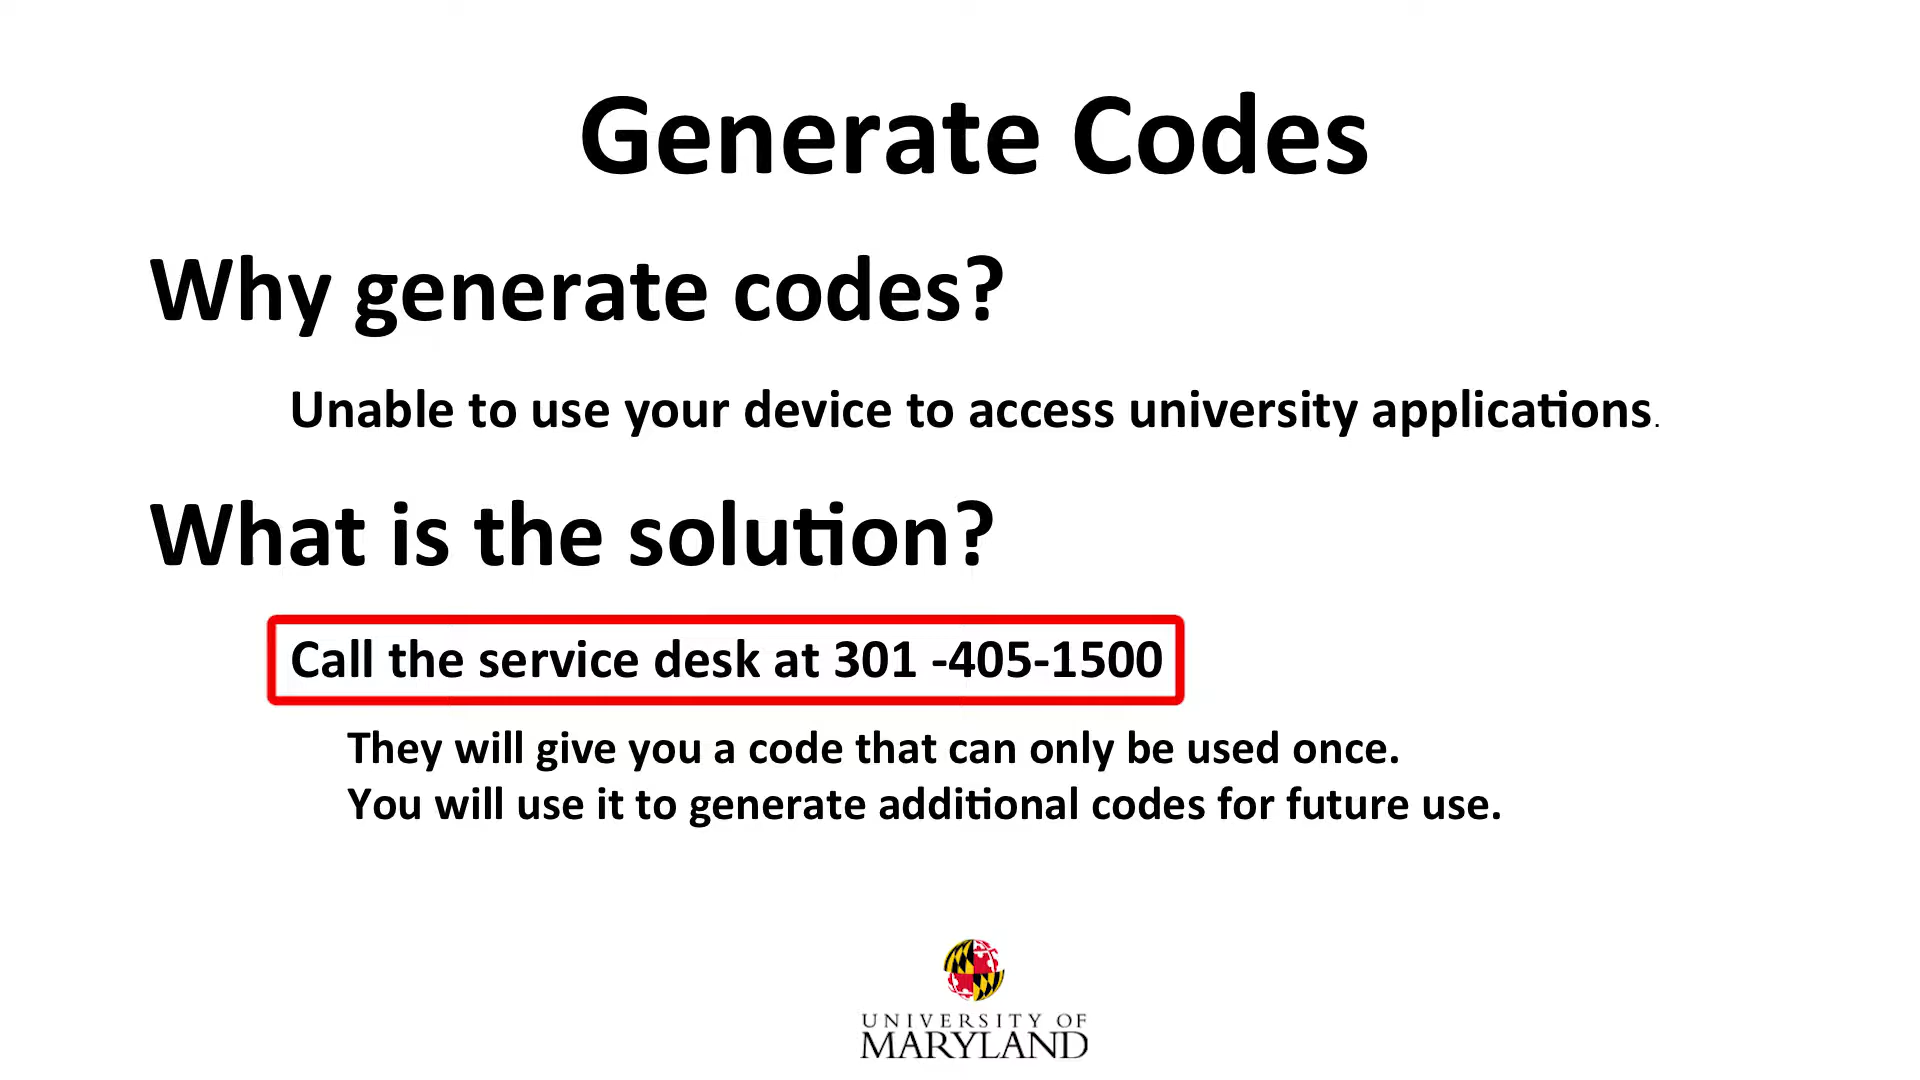 Generate Codes
Why generate codes?
Unable to use your device to access university applications.
What is the solution?
Call the service desk at 301 -405-1500
They will give you a code that can only be used once.
You will use it to generate additional codes for future use.
UNIVERSITY OF
MARYLAND